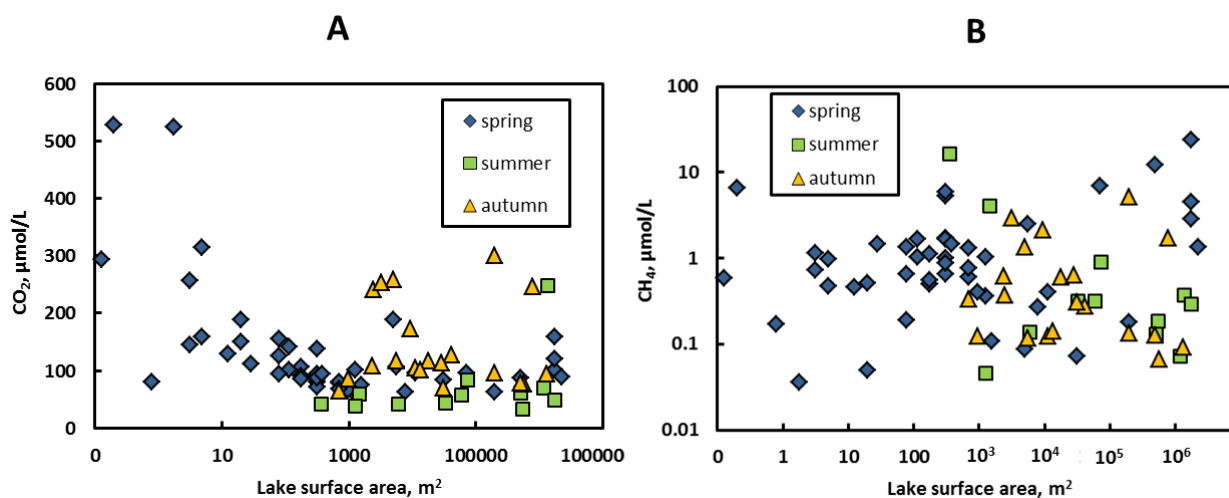 A
B
CO2, µmol/L
600
500
400
300
200
100
0
spring
summer
autumn
0
10
1000
100000
100000
Lake surface area, m²
CH4, µmol/L
100
10
1
0.1
0.01
spring
summer
autumn
0
1
10
100
10³
10⁴
10⁵
10⁶
Lake surface area, m²